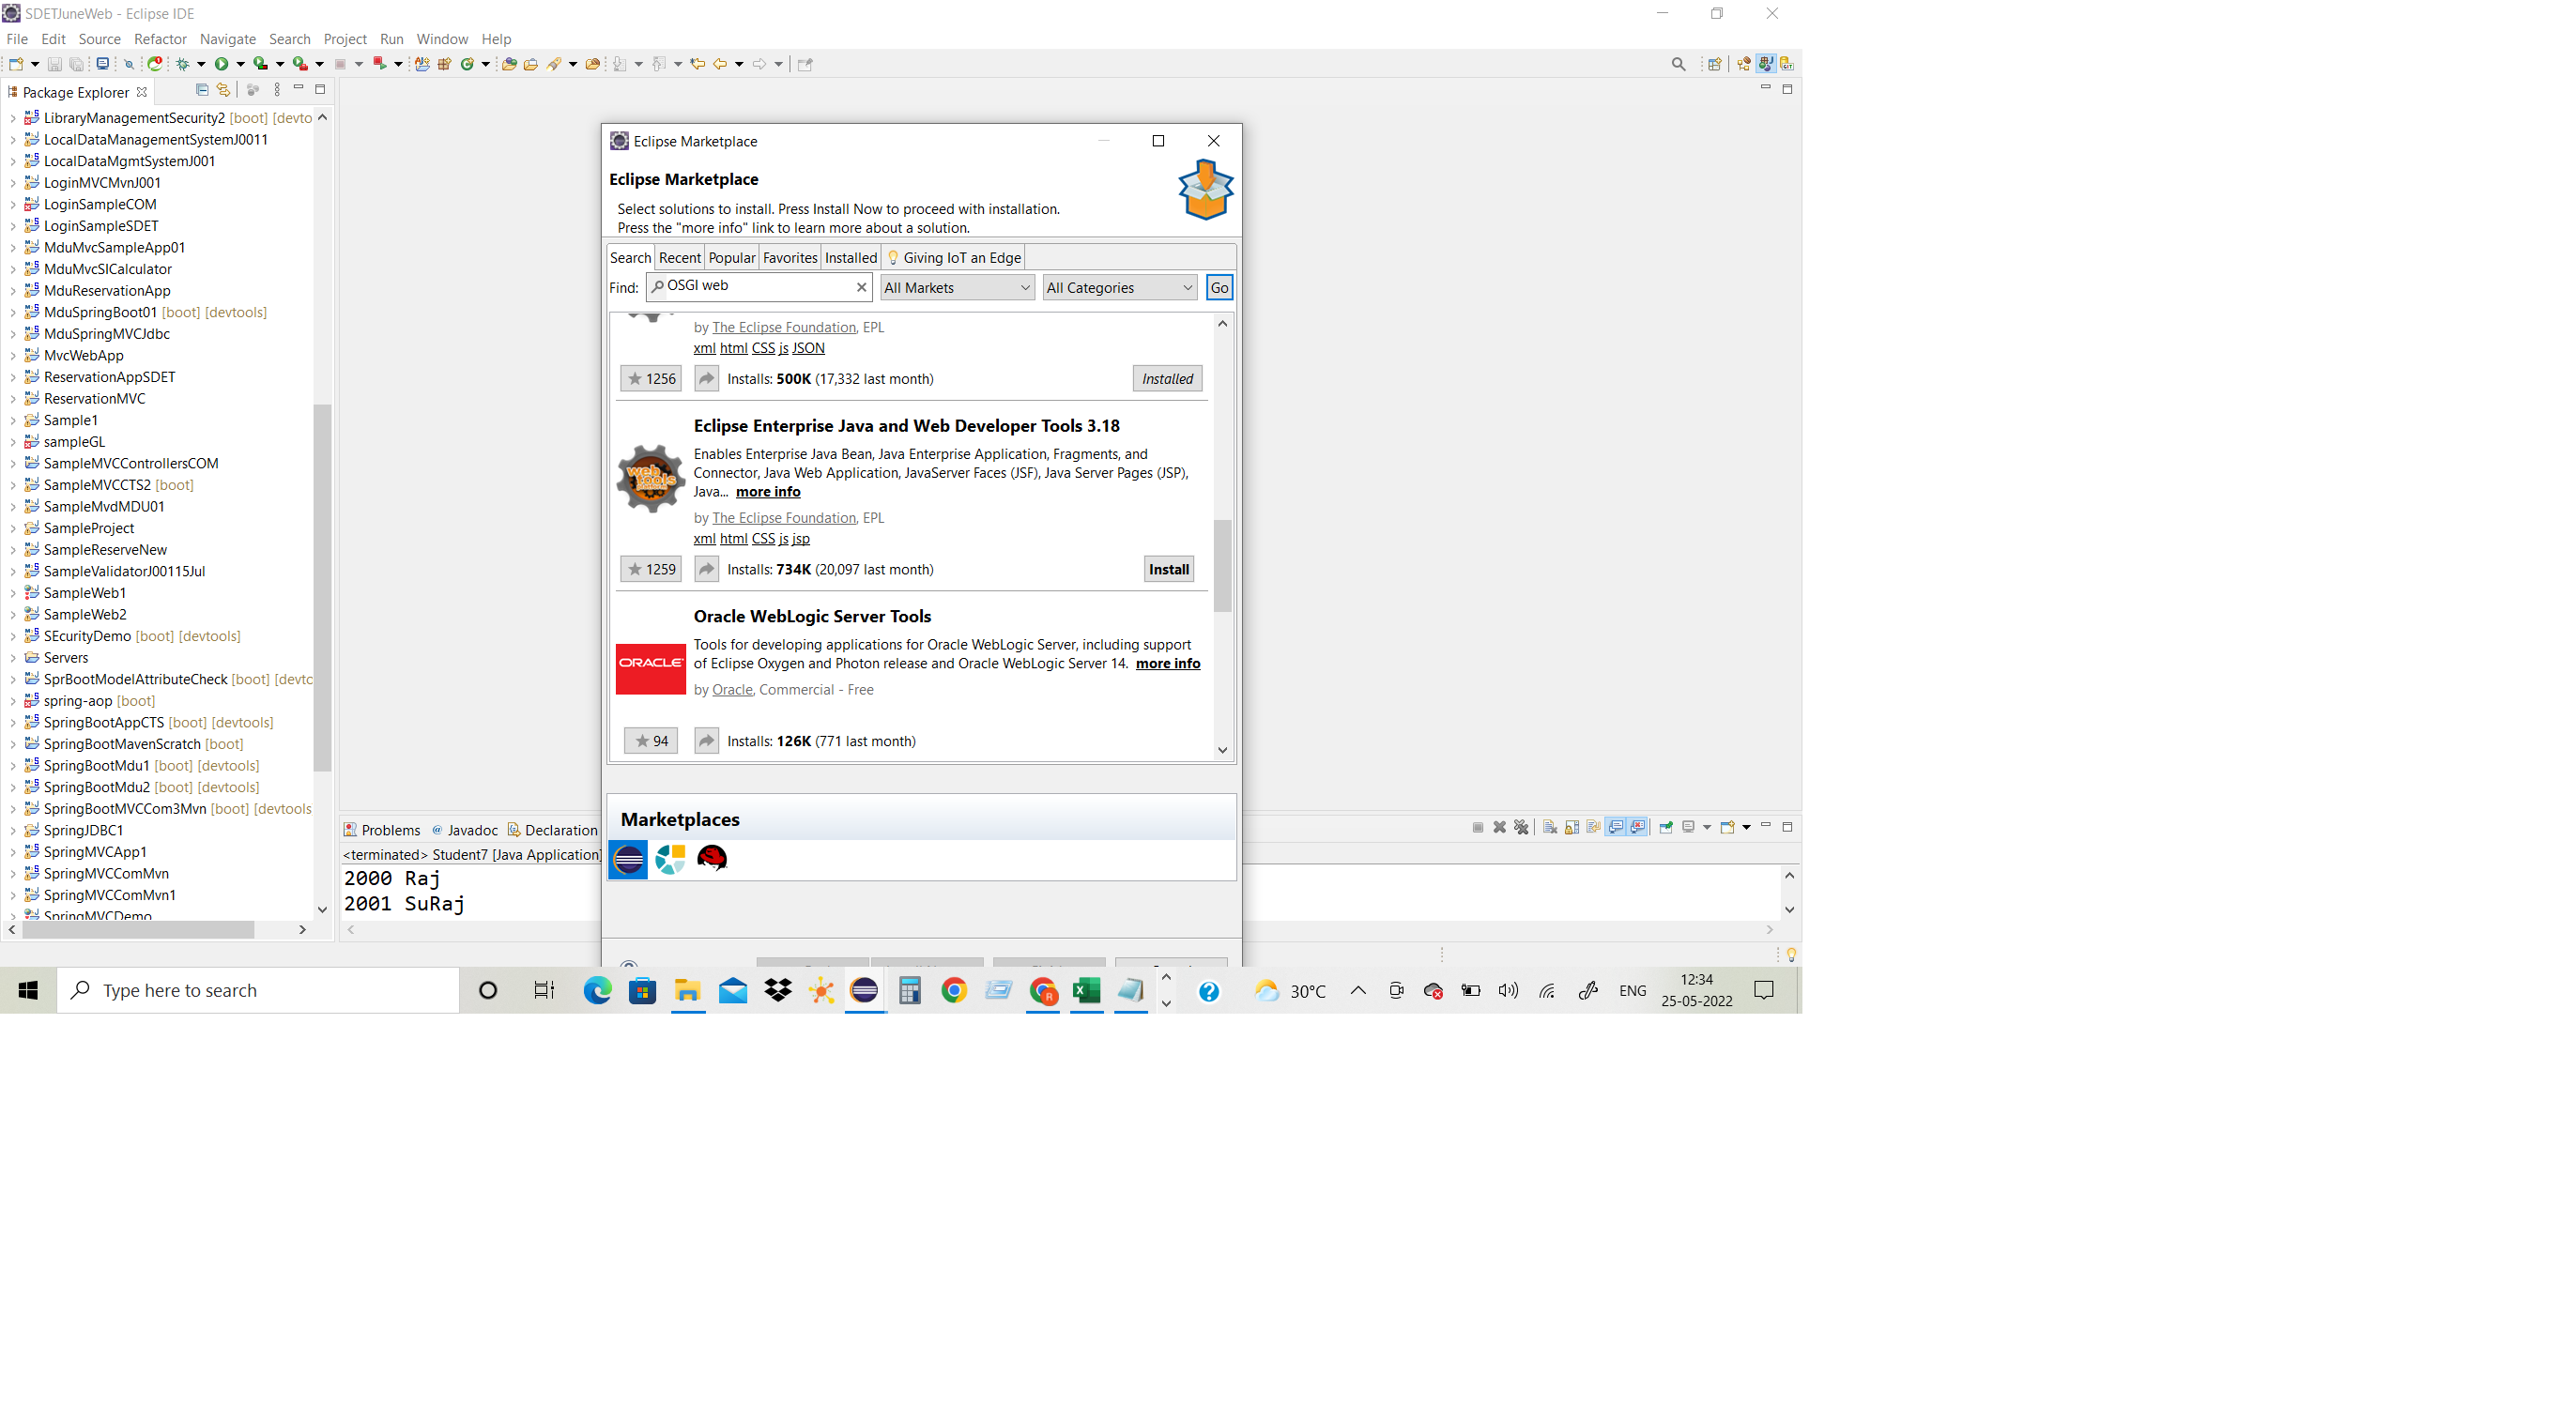 SDETJuneWeb - Eclipse IDE
File Edit Source Refactor Navigate Search Project Run Window Help
Package Explorer
LibraryManagementSecurity2 [boot] [devto
LocalDataManagementSystemJ0011
LocalDataMgmtSystemJ001
LoginMVCMvnJ001
LoginSampleCOM
LoginSampleSDET
MduMvcSampleApp01
MduMvcSICalculator
MduReservationApp
MduSpringBoot01 [boot] [devtools]
MduSpringMVCJdbc
MvcWebApp
ReservationAppSDET
ReservationMVC
Sample1
sampleGL
SampleMVCControllersCOM
SampleMVCCTS2 [boot]
SampleMvdMDU01
SampleProject
SampleReserveNew
SampleValidatorJ00115Jul
SampleWeb1
SampleWeb2
SEcurityDemo [boot] [devtools]
Servers
SprBootModelAttributeCheck [boot] [devtc
spring-aop [boot]
SpringBootAppCTS [boot] [devtools]
SpringBootMavenScratch [boot]
SpringBootMdu1 [boot] [devtools]
SpringBootMdu2 [boot] [devtools]
SpringBootMVCCom3Mvn [boot] [devtools
SpringJDBC1
SpringMVCApp1
SpringMVCComMvn
SpringMVCComMvn1
SpringMVCDemo
Eclipse Marketplace
Eclipse Marketplace
Select solutions to install. Press Install Now to proceed with installation.
Press the "more info" link to learn more about a solution.
Search Recent Popular Favorites Installed Giving IoT an Edge
Find: OSGI web All Markets All Categories Go
by The Eclipse Foundation, EPL
xml html CSS js JSON
1256 Installs: 500K (17,332 last month) Installed
Eclipse Enterprise Java and Web Developer Tools 3.18
Enables Enterprise Java Bean, Java Enterprise Application, Fragments, and
Connector, Java Web Application, JavaServer Faces (JSF), Java Server Pages (JSP),
Java... more info
web tools
by The Eclipse Foundation, EPL
xml html CSS js jsp
1259 Installs: 734K (20,097 last month) Install
Oracle WebLogic Server Tools
Tools for developing applications for Oracle WebLogic Server, including support
of Eclipse Oxygen and Photon release and Oracle WebLogic Server 14. more info
ORACLE
by Oracle, Commercial - Free
94 Installs: 126K (771 last month)
Marketplaces
Problems Javadoc Declaration
<terminated> Student7 [Java Application]
2000 Raj
2001 SuRaj
Type here to search
30°C ENG
12:34
25-05-2022